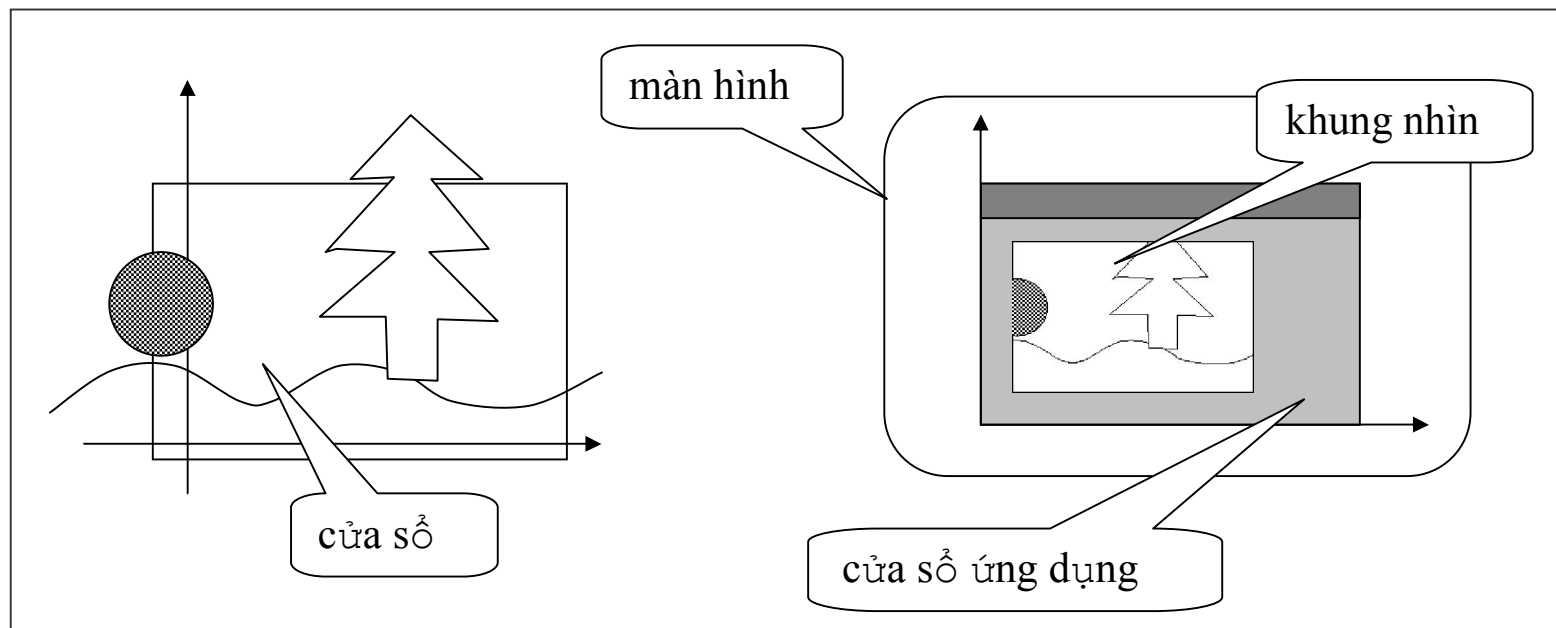 màn hình
khung nhìn
cửa sổ
cửa sổ ứng dụng